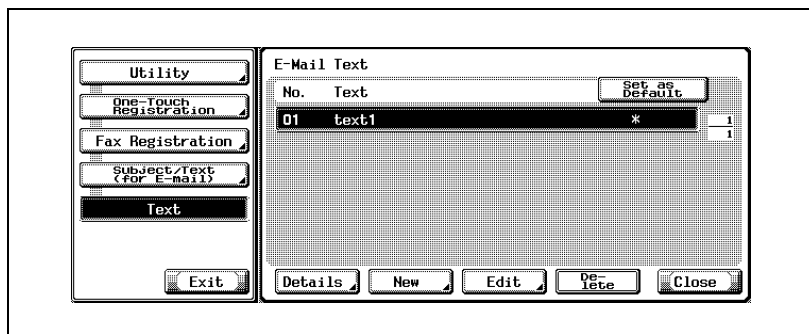 Utility
One-Touch
Registration
Fax Registration
Subject/Text
(for E-mail)
Text
Exit
E-Mail Text
No. Text Set as
Default
01 text1 *
1
1
Details New Edit De-
lete Close